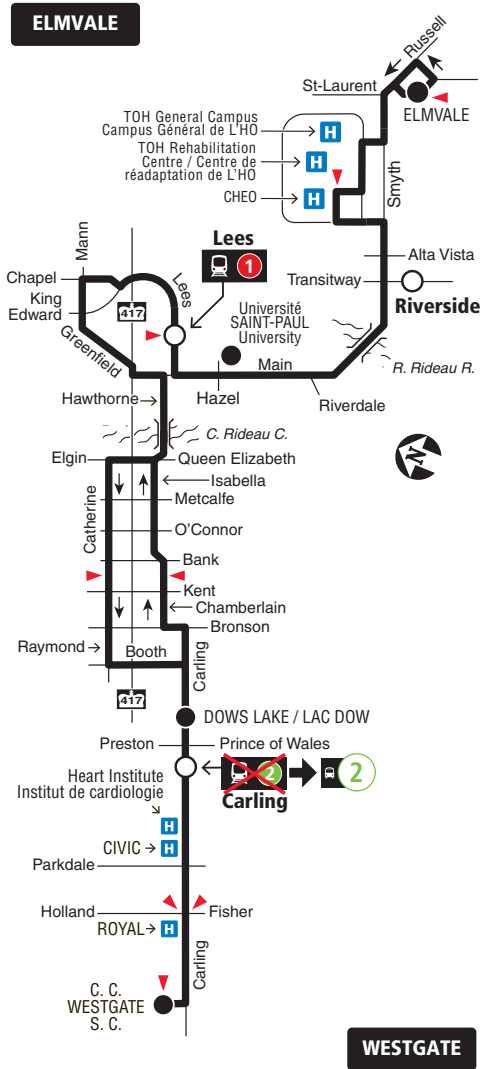 ELMVALE
Russell
St-Laurent
ELMVALE
TOH General Campus
Campus Général de L'HO
TOH Rehabilitation
Centre / Centre de
réadaptation de L'HO
CHEO
H
H
H
Smyth
Alta Vista
Transitway
Riverside
Lees
1
Mann
Chapel
King
Edward
Lees
417
Greenfield
Université
SAINT-PAUL
University
Main
R. Rideau R.
Hawthorne
Hazel
Riverdale
C. Rideau C.
N
Elgin
Queen Elizabeth
Isabella
Catherine
Metcalfe
O'Connor
Bank
Kent
Chamberlain
Bronson
Raymond
Booth
Carling
417
DOWS LAKE / LAC DOW
Preston
Prince of Wales
2
2
Carling
Heart Institute
Institut de cardiologie
H
CIVIC
H
Parkdale
Holland
Fisher
ROYAL
H
Carling
C. C.
WESTGATE
S. C.
WESTGATE